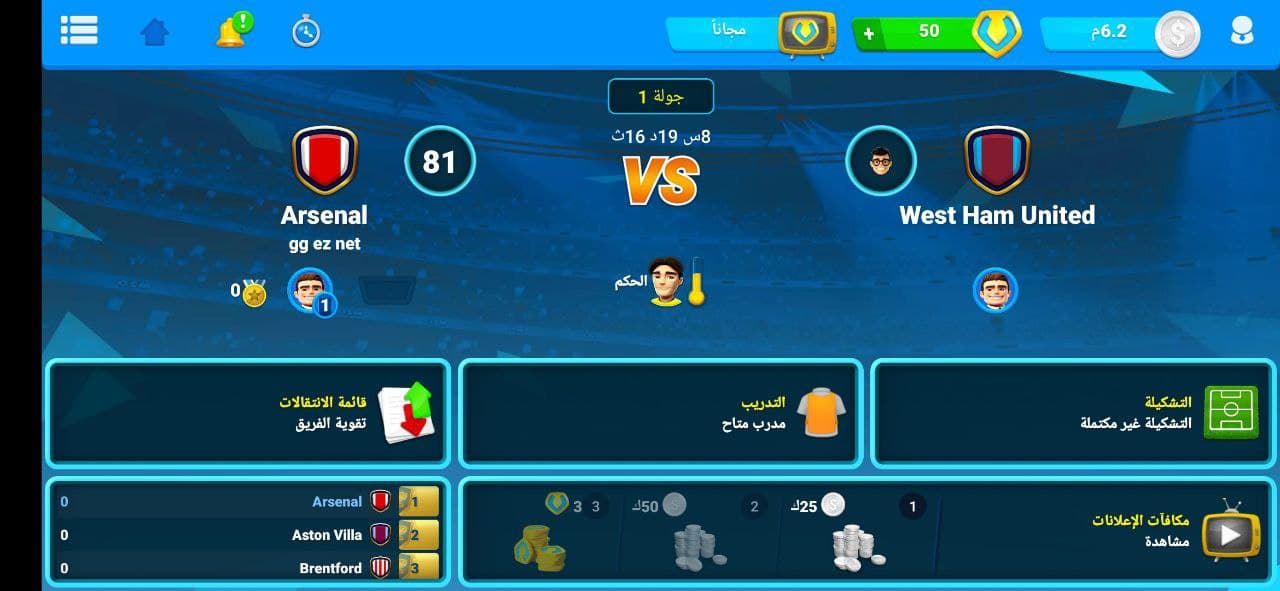 6.2م
50
+
مجاناً
جولة 1
8س 19د 16ث
VS
West Ham United
81
Arsenal
gg ez net
الحكم
1
0
التشكيلة
التشكيلة غير مكتملة
التدريب
مدرب متاح
قائمة الانتقالات
تقوية الفريق
مكافآت الإعلانات
مشاهدة
1
25ك
2
50ك
3
3
1 Arsenal 0
2 Aston Villa 0
3 Brentford 0